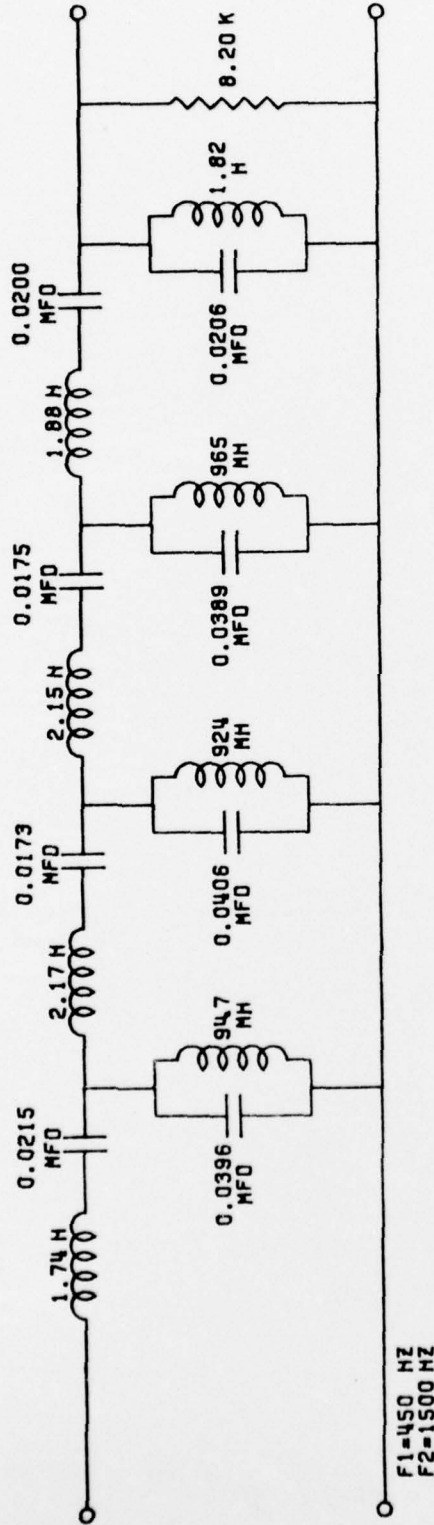 1.74 H
0.0215
MFD
2.17 H
0.0173
MFD
2.15 H
0.0175
MFD
1.88 H
0.0200
MFD
0.0396
MFD
947
MH
0.0406
MFD
924
MH
0.0389
MFD
965
MH
0.0206
MFD
1.82
H
8.20 K
F1=450 HZ
F2=1500 HZ